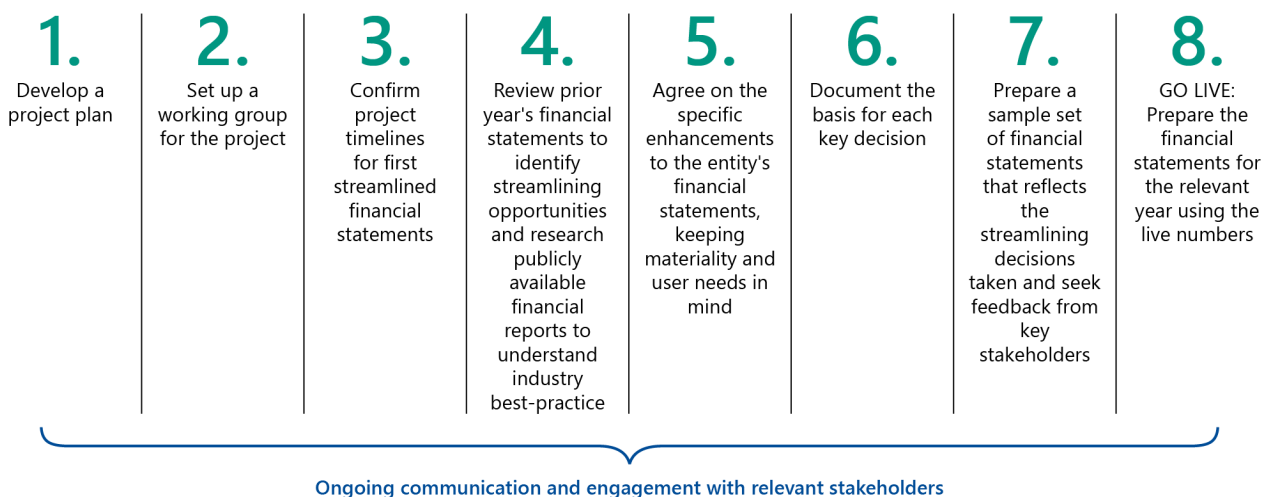 1.
Develop a
project plan
2.
Set up a
working group
for the project
3.
Confirm
project
timelines
for first
streamlined
financial
statements
4.
Review prior
year's financial
statements to
identify
streamlining
opportunities
and research
publicly
available
financial
reports to
understand
industry
best-practice
5.
Agree on the
specific
enhancements
to the entity's
financial
statements,
keeping
materiality and
user needs in
mind
6.
Document the
basis for each
key decision
7.
Prepare a
sample set
of financial
statements
that reflects
the
streamlining
decisions
taken and seek
feedback from
key
stakeholders
8.
GO LIVE:
Prepare the
financial
statements for
the relevant
year using the
live numbers
Ongoing communication and engagement with relevant stakeholders